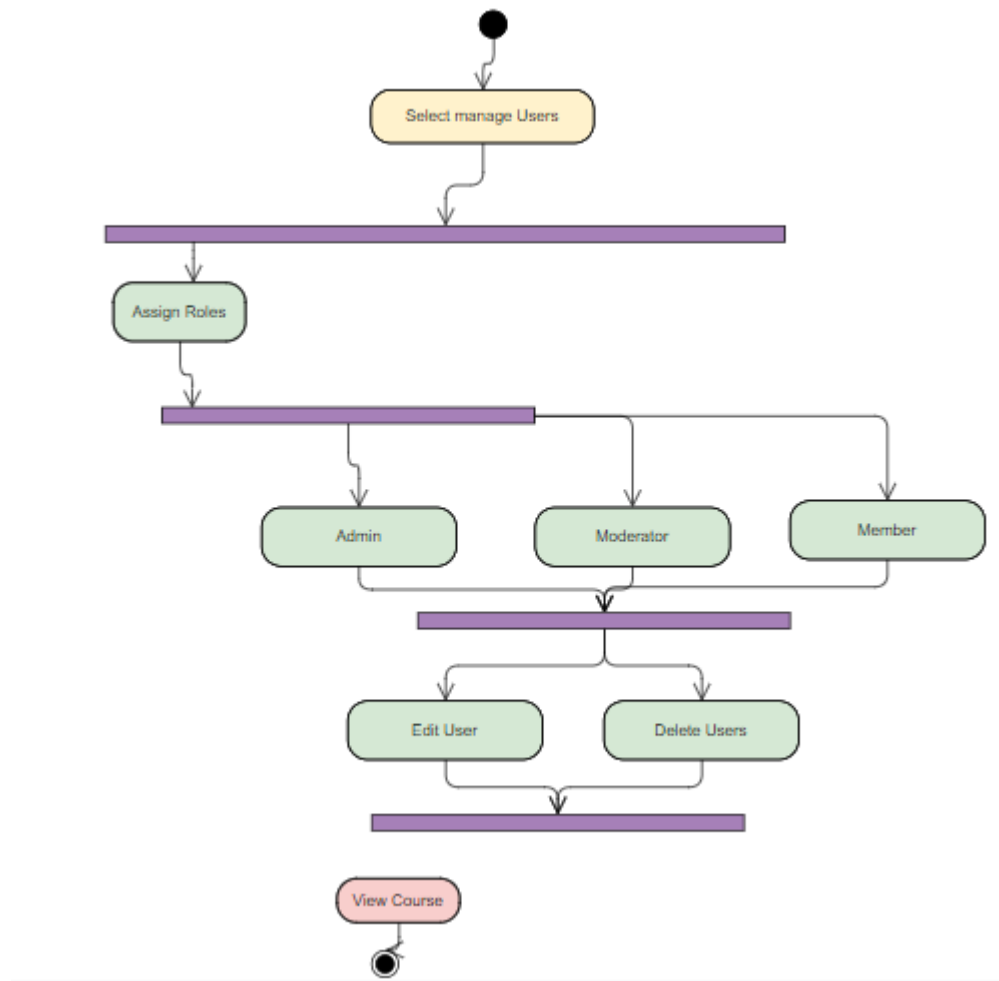 Select manage Users
Assign Roles
Admin
Moderator
Member
Edit User
Delete Users
View Course